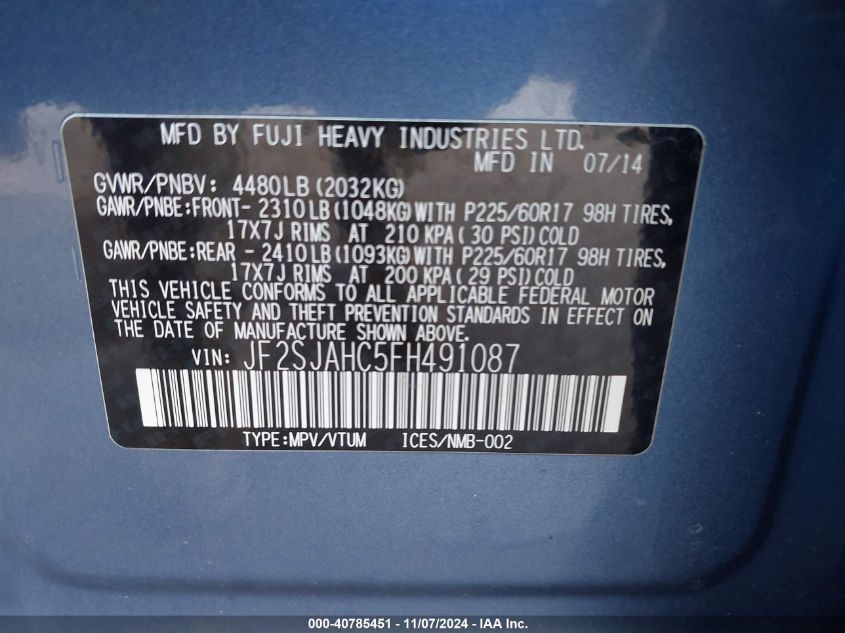 MFD BY FUJI HEAVY INDUSTRIES LTD.
MFD IN 07/14
GVWR/PNBV: 4480LB (2032KG)
GAWR/PNBE:FRONT- 2310LB(1048KG)WITH P225/60R17 98H TIRES,
17X7J RIMS AT 210 KPA(30 PSI)COLD
GAWR/PNBE:REAR - 2410LB(1093KG)WITH P225/60R17 98H TIRES,
17X7J RIMS AT 200 KPA(29 PSI)COLD
THIS VEHICLE CONFORMS TO ALL APPLICABLE FEDERAL MOTOR
VEHICLE SAFETY AND THEFT PREVENTION STANDARDS IN EFFECT ON
THE DATE OF MANUFACTURE SHOWN ABOVE.
VIN: JF2SJAHC5FH491087
TYPE:MPV/VTUM ICES/NMB-002
000-40785451 - 11/07/2024 - IAA Inc.